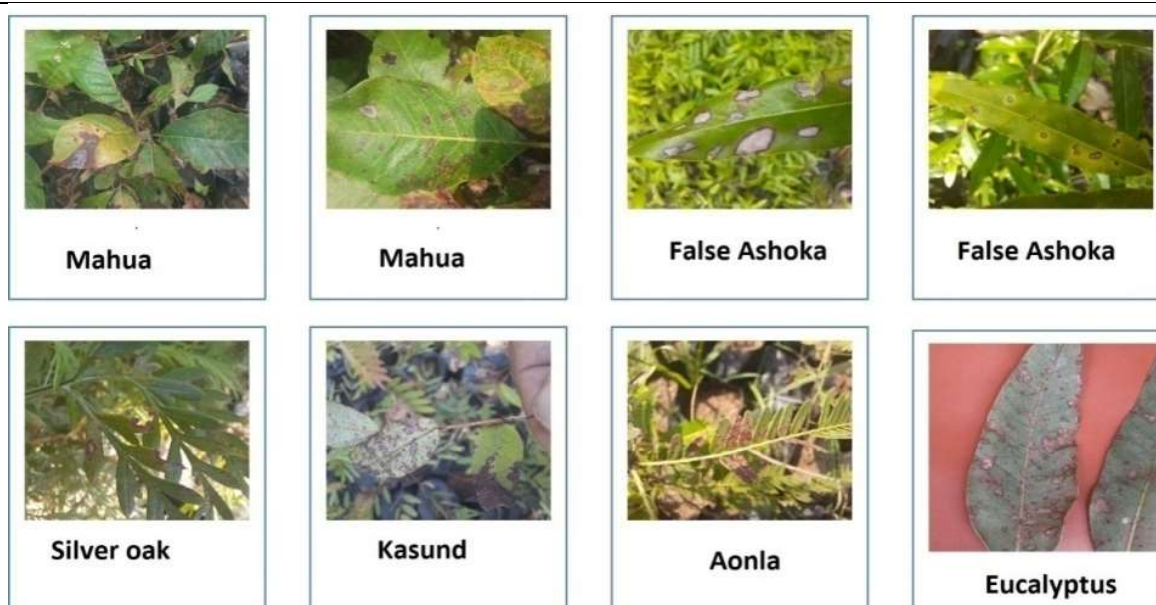 Mahua
Mahua
False Ashoka
False Ashoka
Silver oak
Kasund
Aonla
Eucalyptus